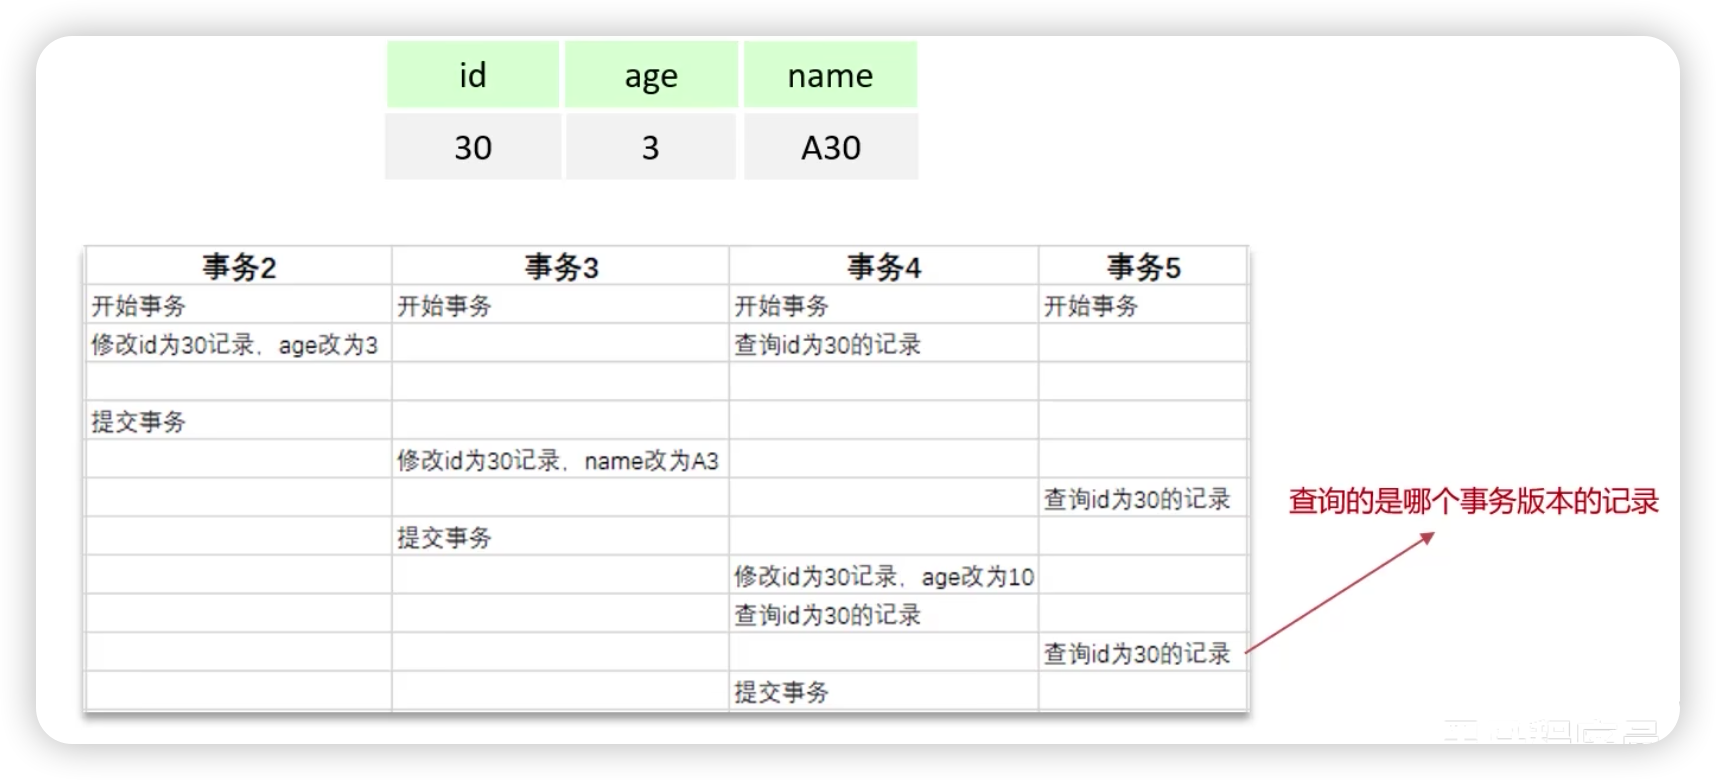 id age name
30 3 A30
事务2 事务3 事务4 事务5
开始事务 开始事务 开始事务 开始事务
修改id为30记录，age改为3 查询id为30的记录
提交事务
修改id为30记录，name改为A3
查询id为30的记录 查询的是哪个事务版本的记录
提交事务
修改id为30记录，age改为10
查询id为30的记录
查询id为30的记录
提交事务